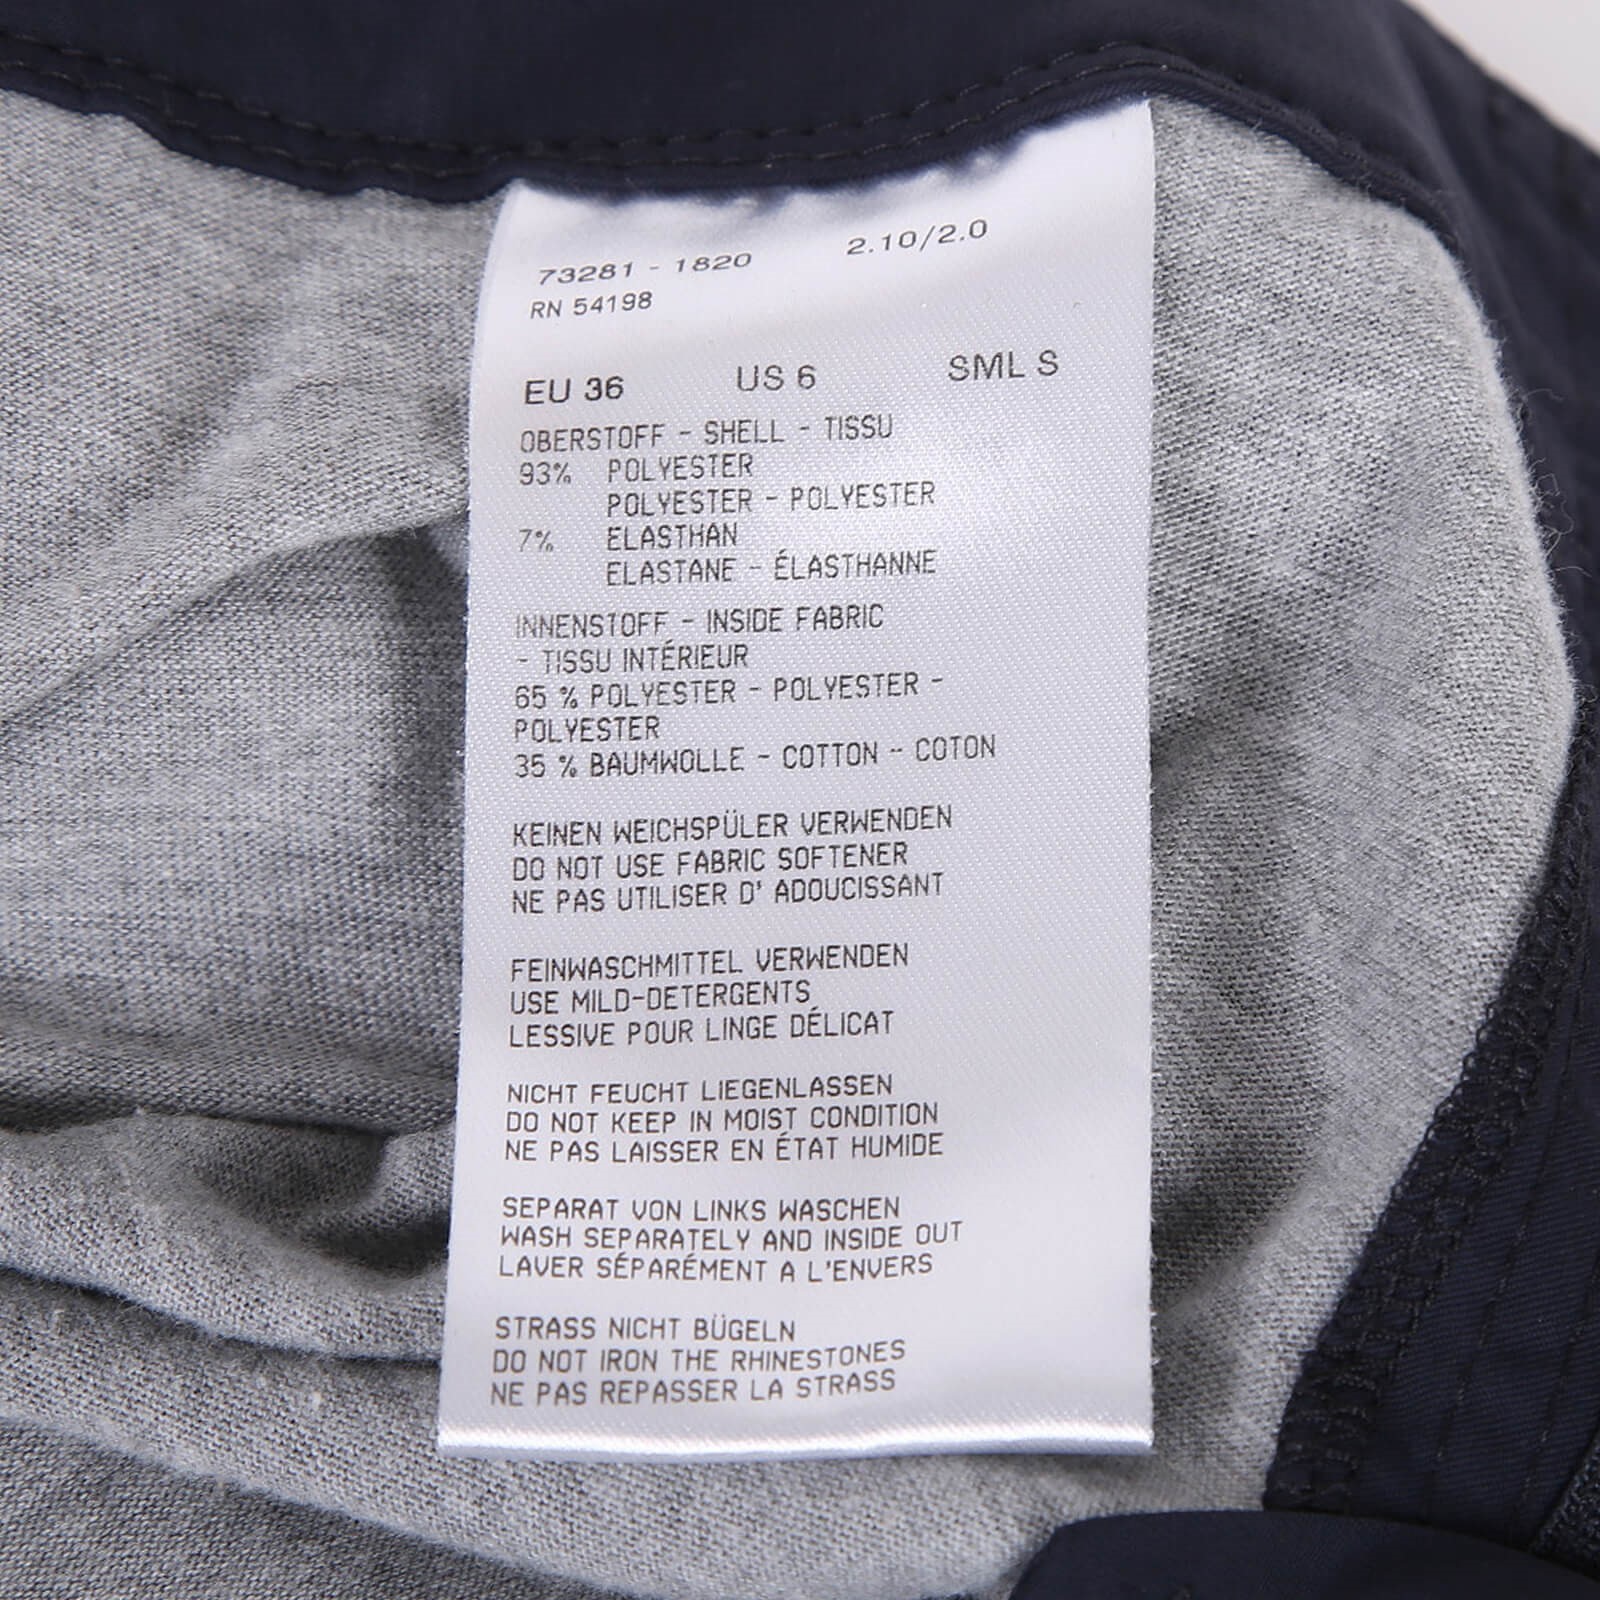 73281 - 1820 2.10/2.0
RN 54198
EU 36 US 6 SML S
OBERSTOFF - SHELL - TISSU
93% POLYESTER
POLYESTER - POLYESTER
7% ELASTHAN
ELASTANE - ÉLASTHANNE
INNENSTOFF - INSIDE FABRIC
- TISSU INTÉRIEUR
65 % POLYESTER - POLYESTER -
POLYESTER
35 % BAUMWOLLE - COTTON - COTON
KEINEN WEICHSPÜLER VERWENDEN
DO NOT USE FABRIC SOFTENER
NE PAS UTILISER D' ADOUCISSANT
FEINWASCHMITTEL VERWENDEN
USE MILD-DETERGENTS
LESSIVE POUR LINGE DÉLICAT
NICHT FEUCHT LIEGENLASSEN
DO NOT KEEP IN MOIST CONDITION
NE PAS LAISSER EN ÉTAT HUMIDE
SEPARAT VON LINKS WASCHEN
WASH SEPARATELY AND INSIDE OUT
LAVER SÉPARÉMENT A L'ENVERS
STRASS NICHT BÜGELN
DO NOT IRON THE RHINESTONES
NE PAS REPASSER LA STRASS